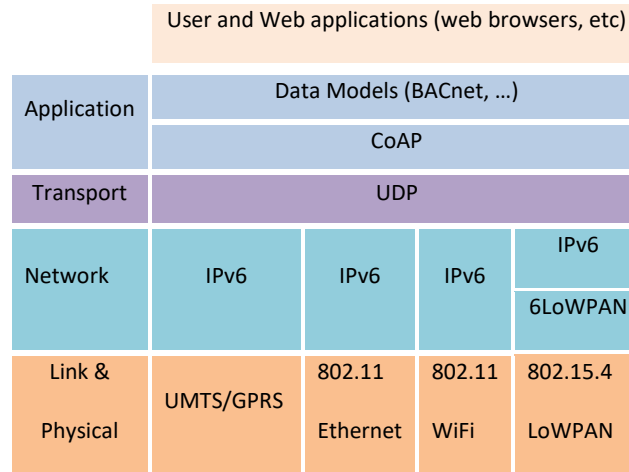 User and Web applications (web browsers, etc)
Application
Data Models (BACnet, …)
CoAP
Transport
UDP
Network
IPv6
IPv6
IPv6
IPv6
6LoWPAN
Link &
Physical
UMTS/GPRS
802.11
Ethernet
802.11
WiFi
802.15.4
LoWPAN